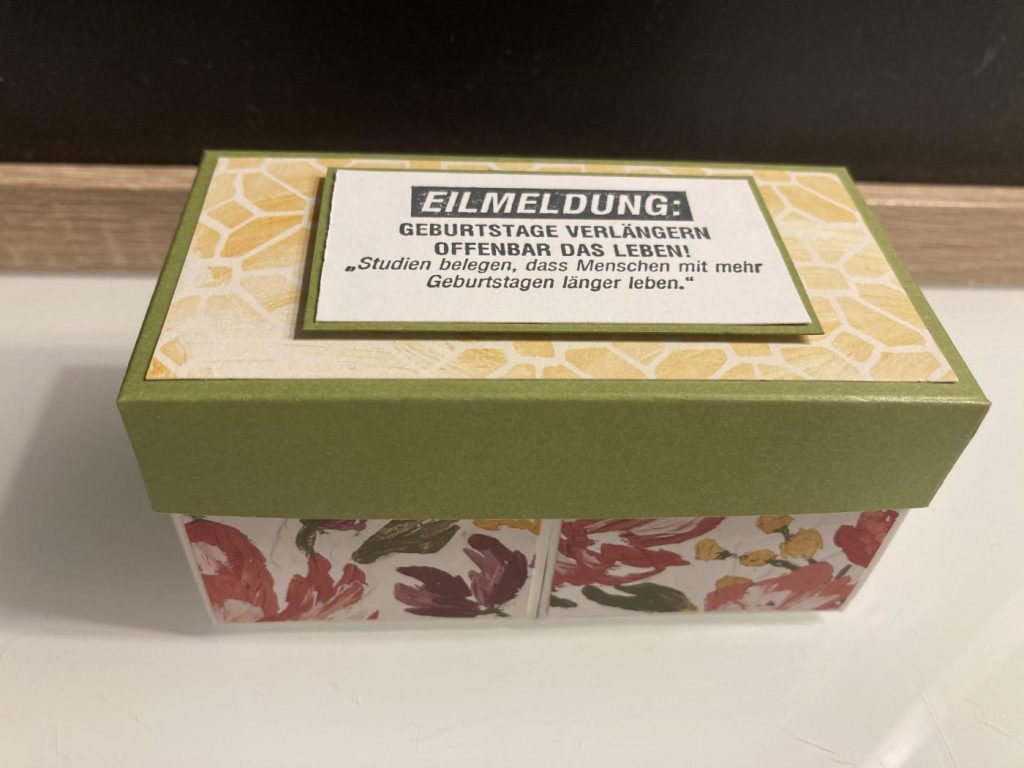 EILMELDUNG:
GEBURTSTAGE VERLÄNGERN
OFFENBAR DAS LEBEN!
„Studien belegen, dass Menschen mit mehr
Geburtstagen länger leben.“